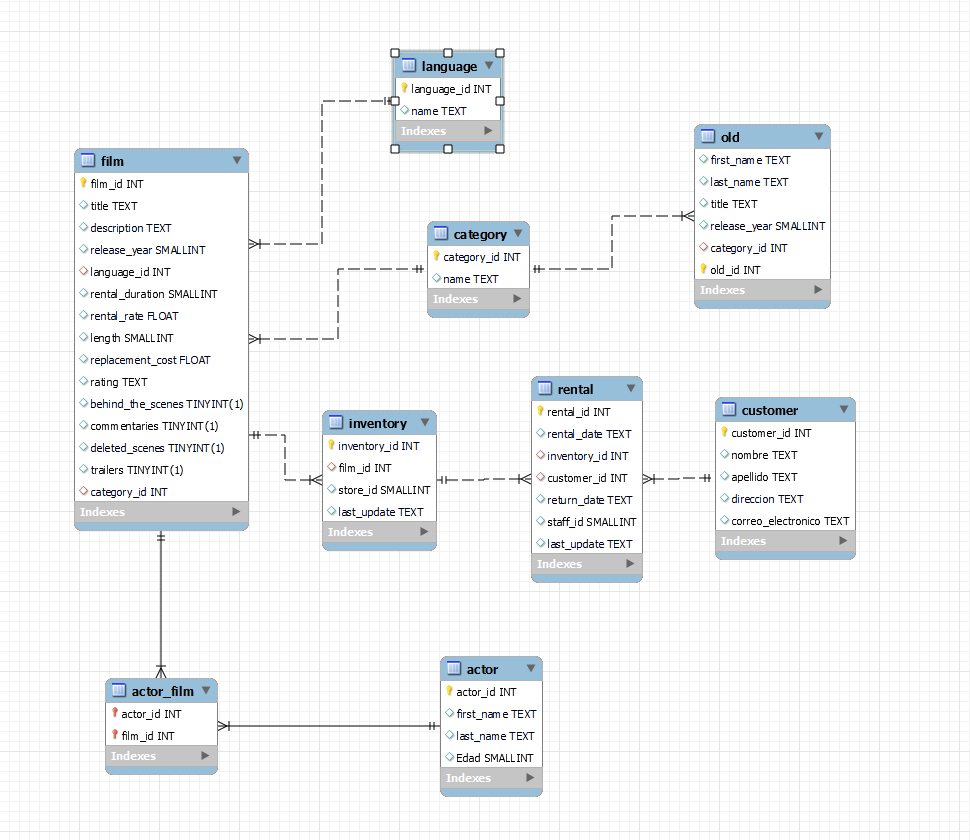 language
language_id INT
name TEXT
Indexes
film
film_id INT
title TEXT
description TEXT
release_year SMALLINT
language_id INT
rental_duration SMALLINT
rental_rate FLOAT
length SMALLINT
replacement_cost FLOAT
rating TEXT
behind_the_scenes TINYINT(1)
commentaries TINYINT(1)
deleted_scenes TINYINT(1)
trailers TINYINT(1)
category_id INT
Indexes
category
category_id INT
name TEXT
Indexes
old
first_name TEXT
last_name TEXT
title TEXT
release_year SMALLINT
category_id INT
old_id INT
Indexes
inventory
inventory_id INT
film_id INT
store_id SMALLINT
last_update TEXT
Indexes
rental
rental_id INT
rental_date TEXT
inventory_id INT
customer_id INT
return_date TEXT
staff_id SMALLINT
last_update TEXT
Indexes
customer
customer_id INT
nombre TEXT
apellido TEXT
direccion TEXT
correo_electronico TEXT
Indexes
actor_film
actor_id INT
film_id INT
Indexes
actor
actor_id INT
first_name TEXT
last_name TEXT
Edad SMALLINT
Indexes